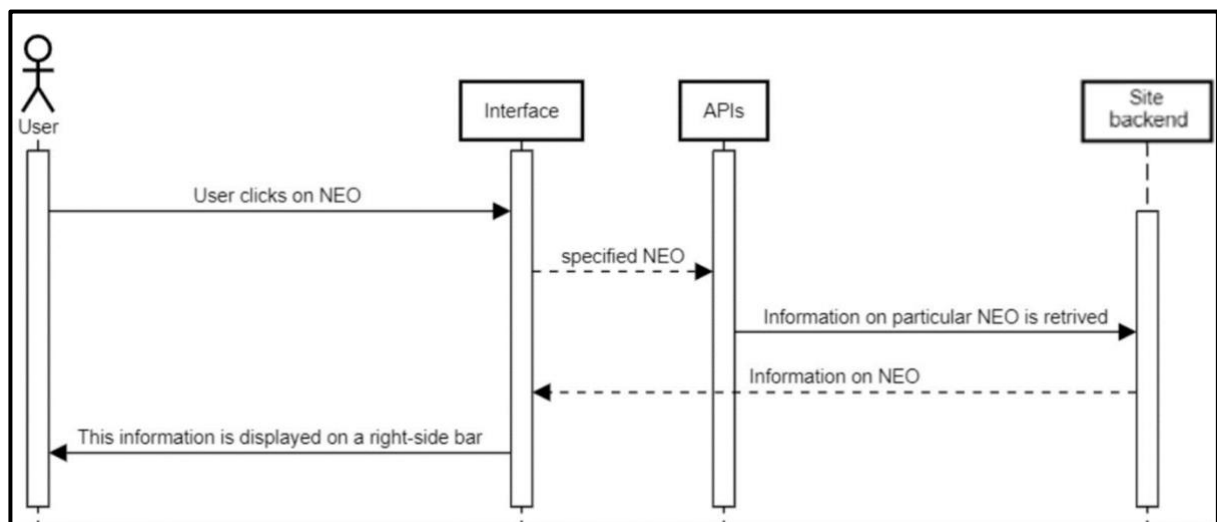 User
Interface
APIs
Site
backend
User clicks on NEO
specified NEO
Information on particular NEO is retrived
Information on NEO
This information is displayed on a right-side bar